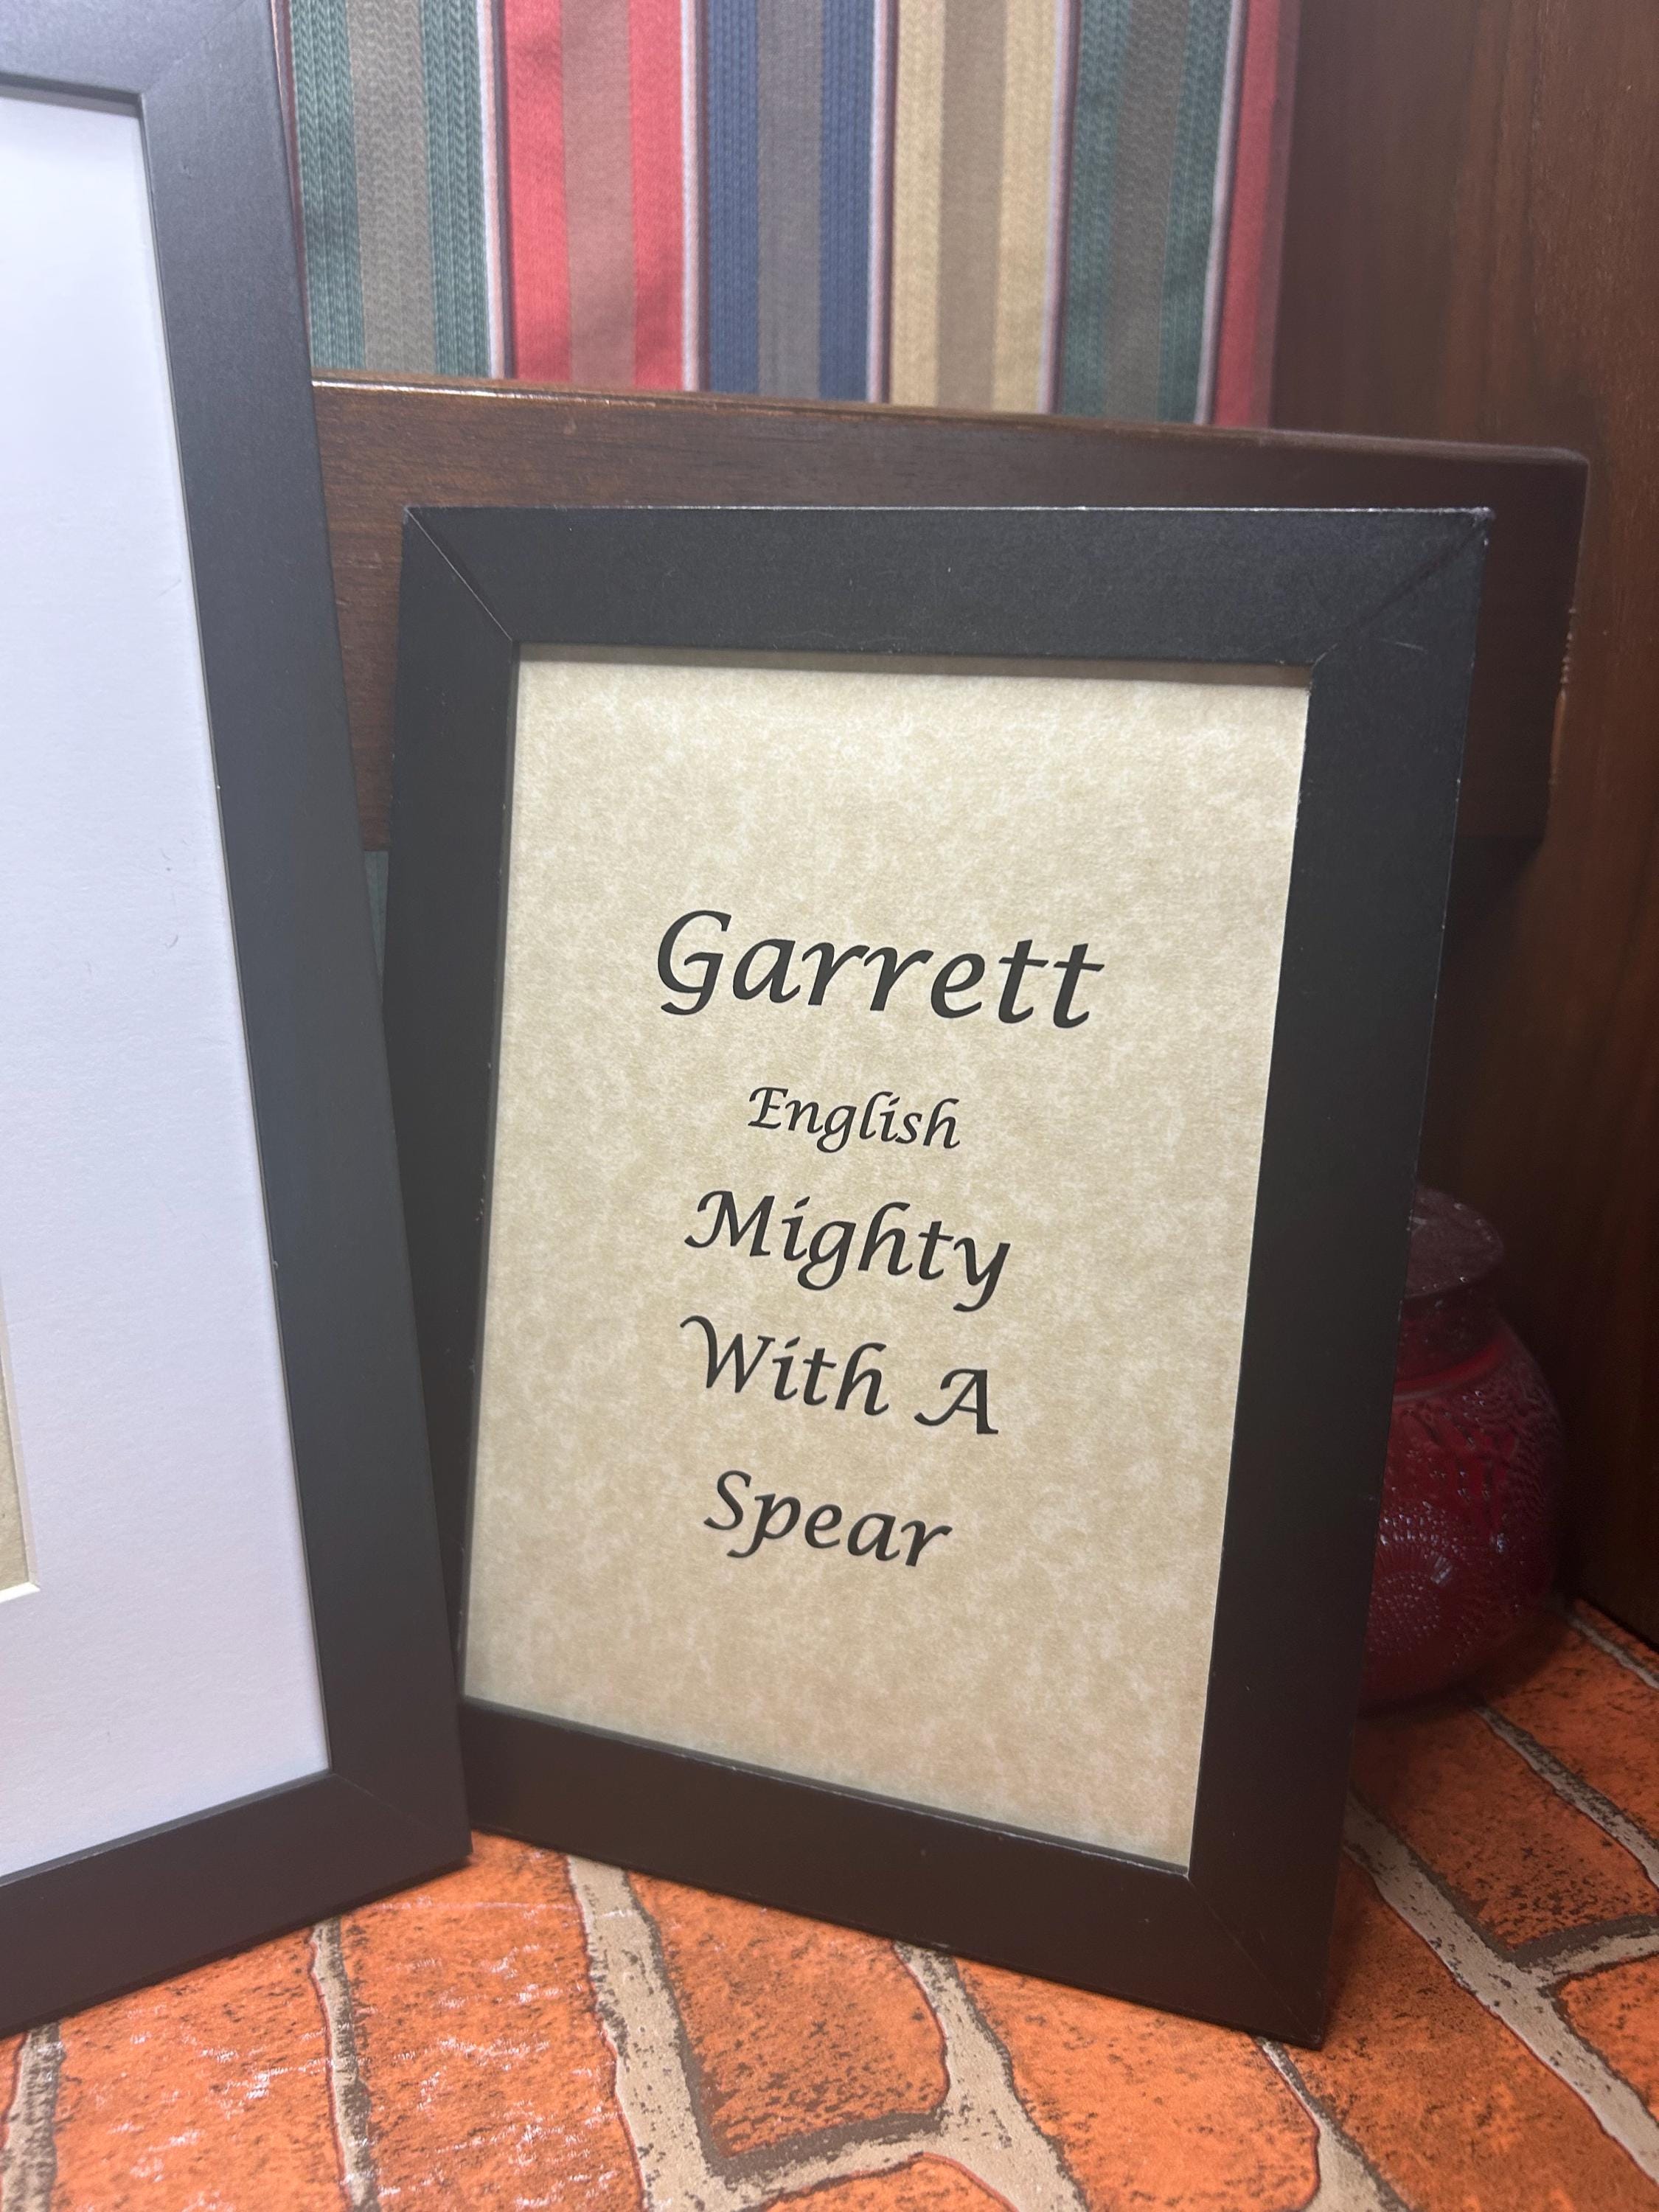 Garrett
English
Mighty
With A
Spear